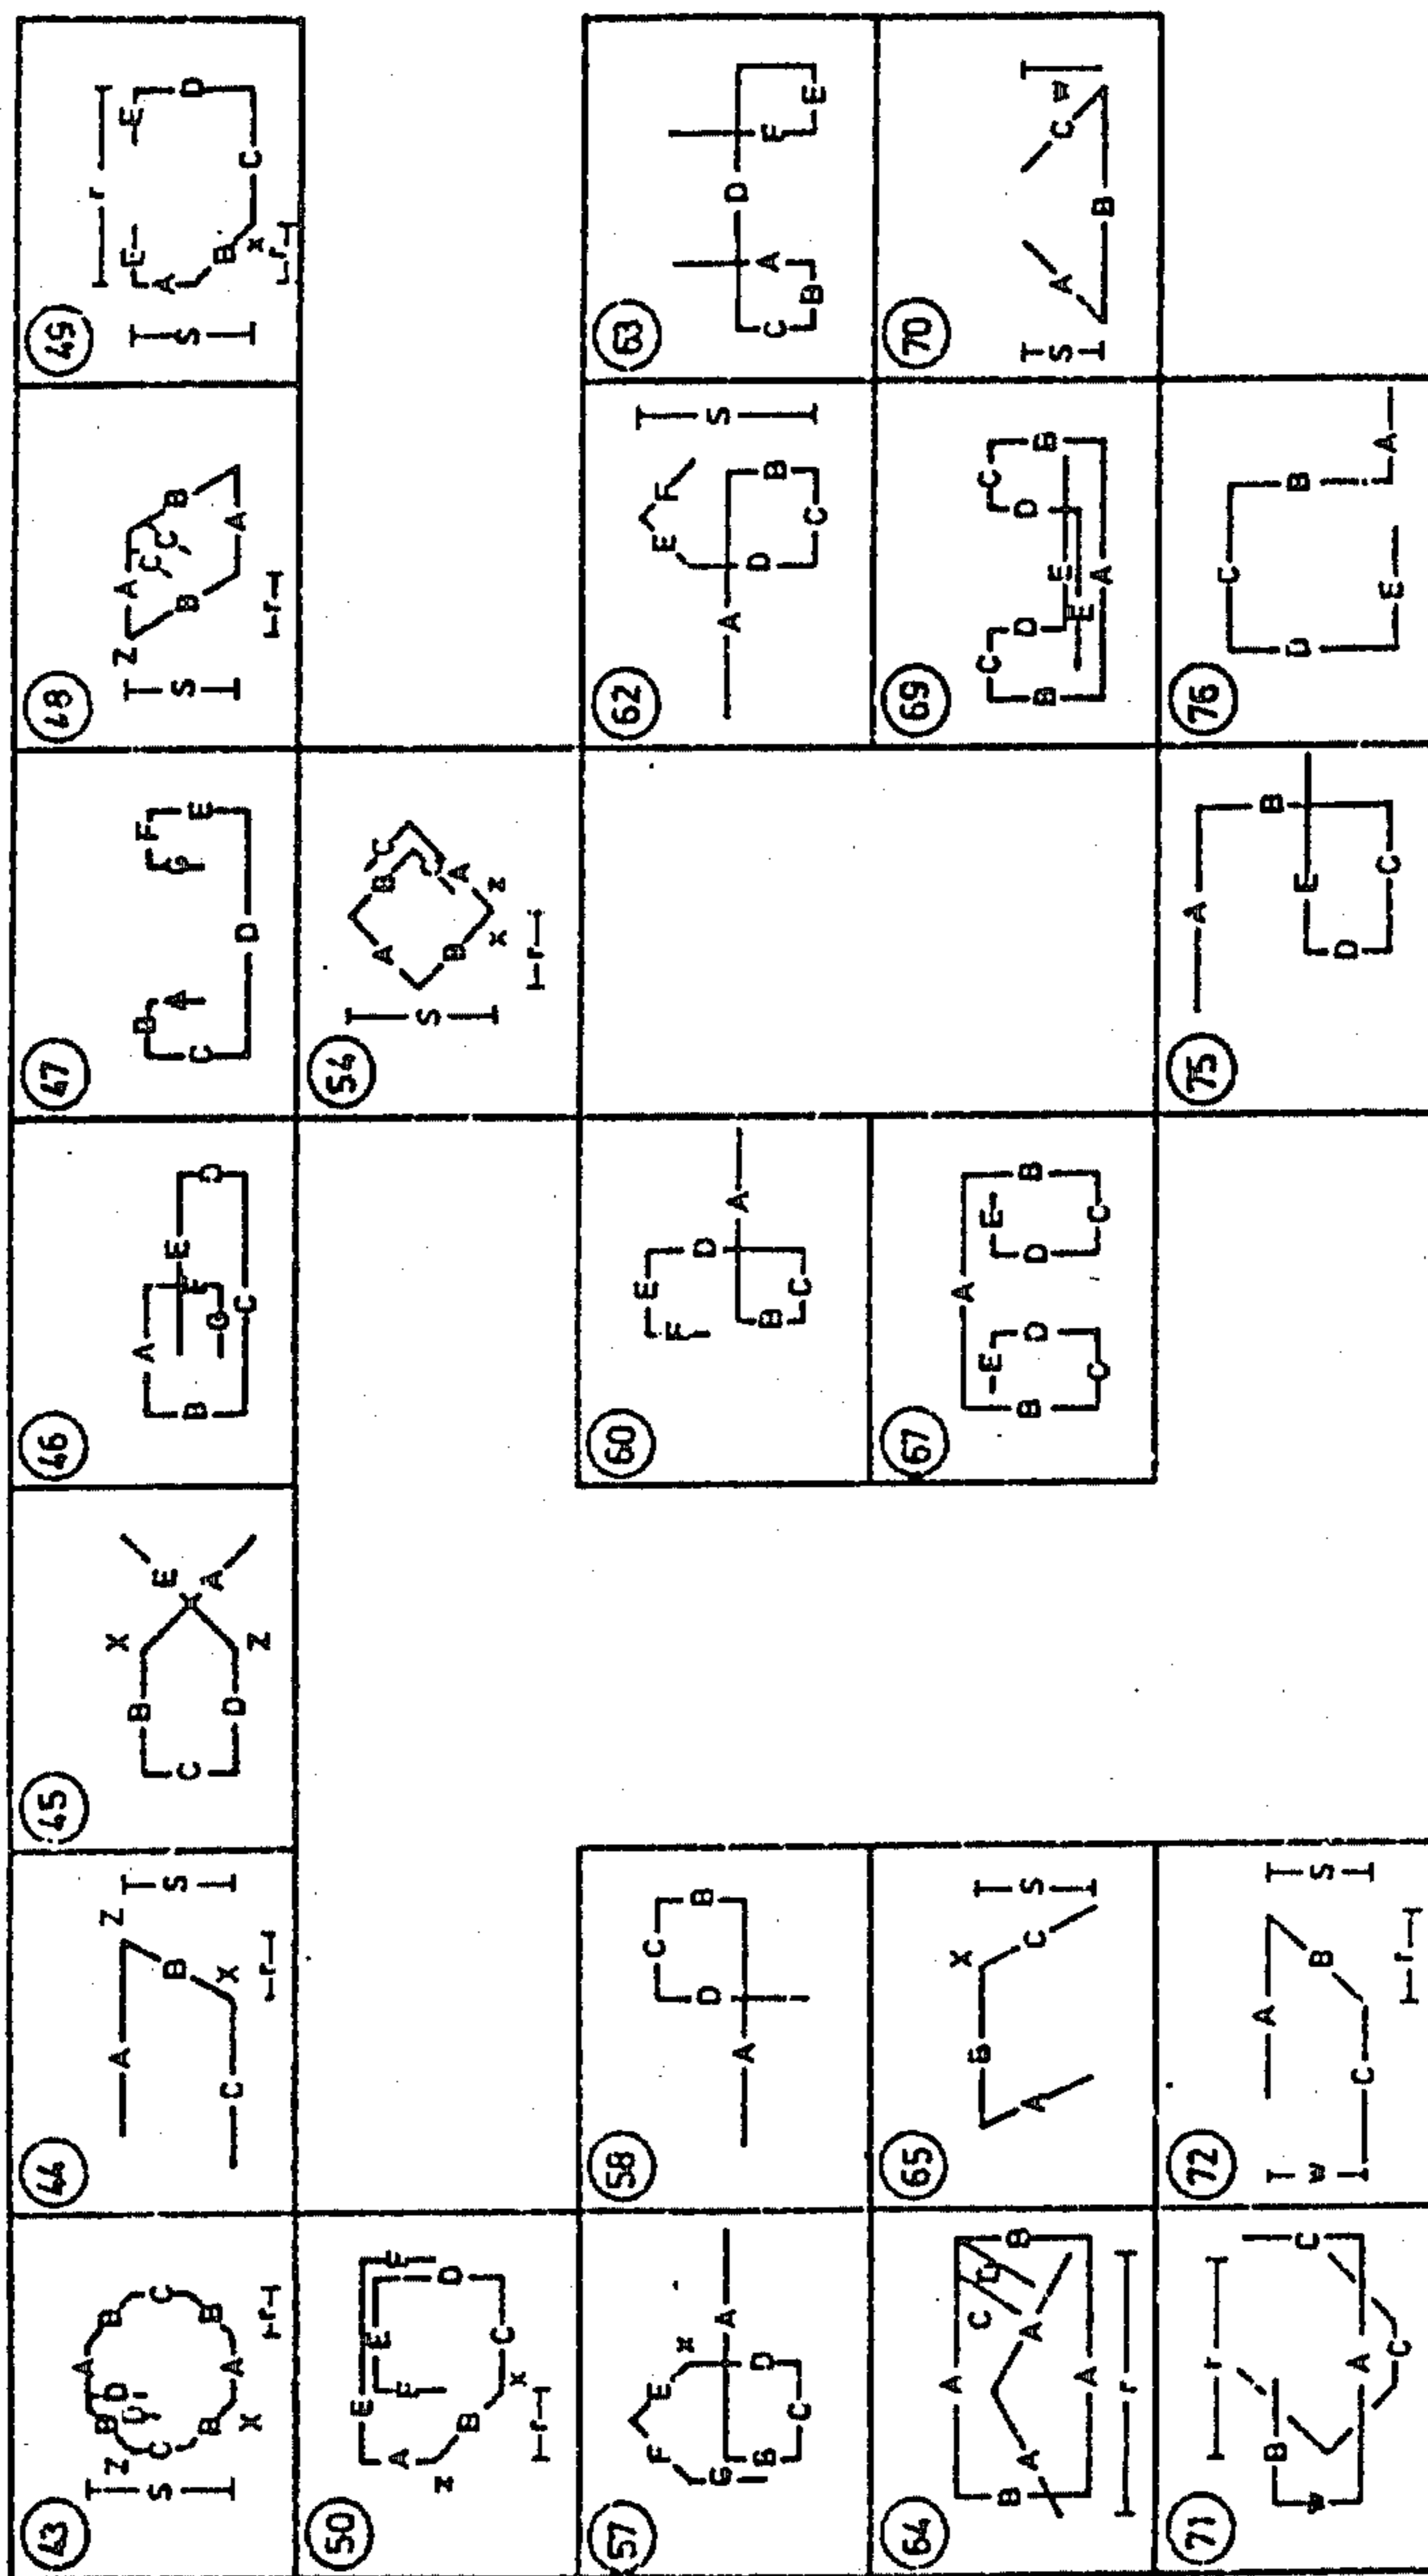 43
Z B D A B
S C D C
B A B
X r
44
A Z
B S
C X
r
45
B X E
C
D Z A
46
A
B E D
F
G
C
47
B F
A G
C E
D
48
Z A
C B
S C
B A
r
49
r
E E
A D
S B
x C
r
50
E
E F
A F D
z B C
x
r
54
A B C
S
B A
x z
r
57
F E x
G A
B D
C
58
C
D B
A
60
E
F D
A
B
C
62
E F
A S
D B
C
63
D
C A F
B E
64
A
C C
B A A B
A
r
65
B X
A C S
67
A
E E
B D D B
C C
69
C C
B D D B
E
E
A
70
A C
S w
B
71
r
B C
w
A
C
72
A
w B S
C
r
75
A
B
E
D
C
76
C
D B
E A